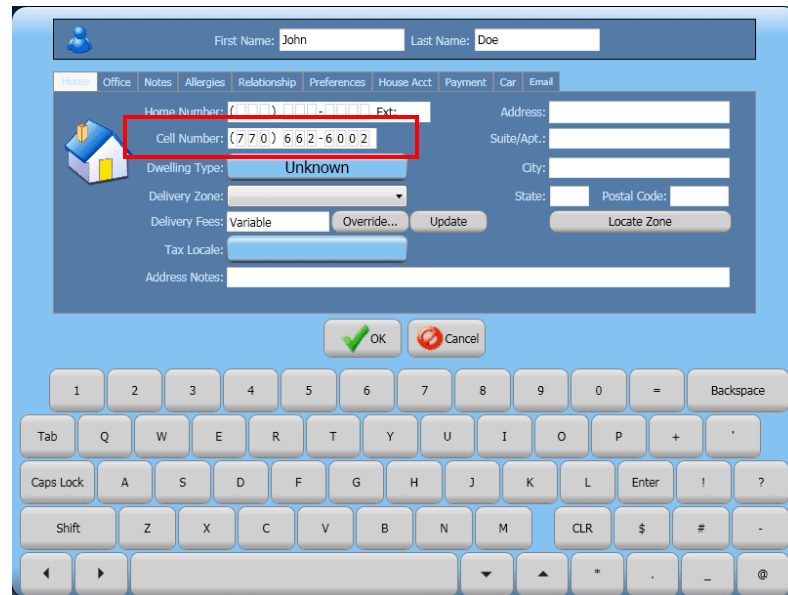 First Name: John Last Name: Doe
Home Office Notes Allergies Relationship Preferences House Acct Payment Car Email
Home Number: ( ) - Ext: Address:
Cell Number: (770) 662-6002 Suite/Apt.:
Dwelling Type: Unknown City:
Delivery Zone: State: Postal Code:
Delivery Fees: Variable Override... Update Locate Zone
Tax Locale:
Address Notes:
OK Cancel
1 2 3 4 5 6 7 8 9 0 = Backspace
Tab Q W E R T Y U I O P + '
Caps Lock A S D F G H J K L Enter ! ?
Shift Z X C V B N M CLR $ # -
* . _ @